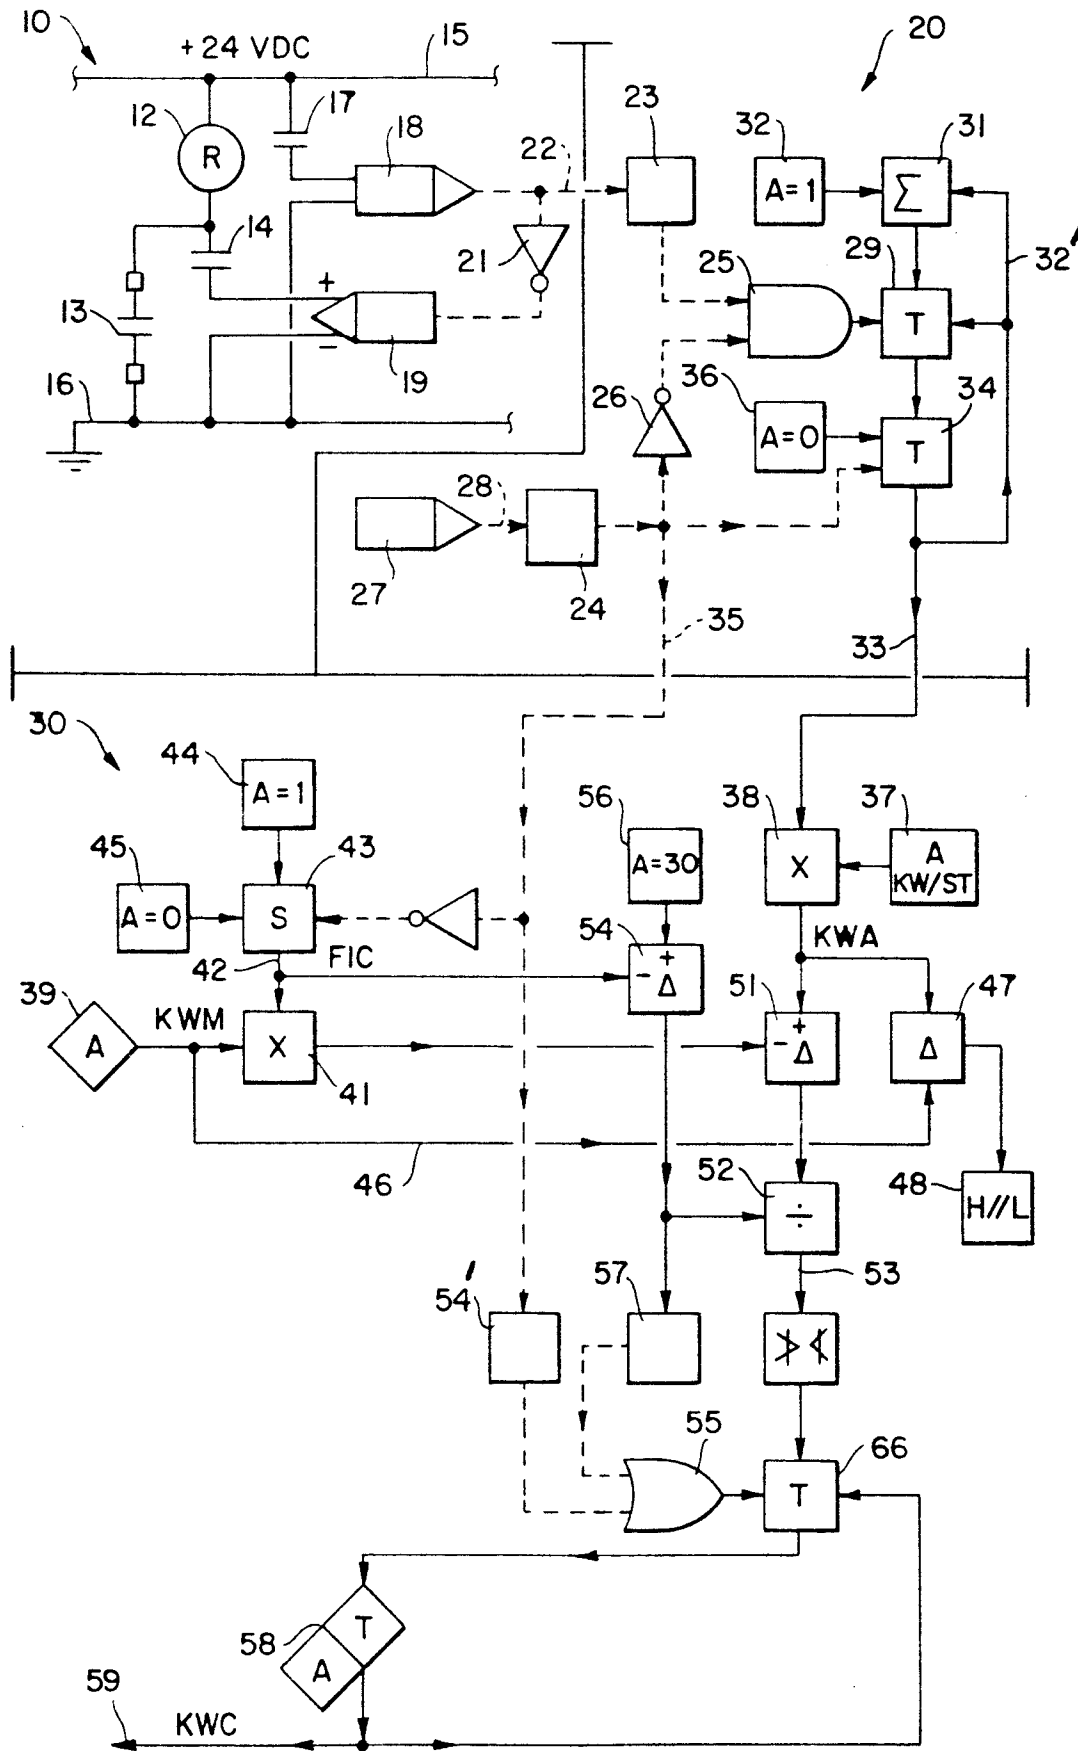 10
+24 VDC
15
20
17
12
R
18
23
22
32
A=1
31
Σ
14
21
25
29
T
32'
13
+
−
19
16
26
36
A=0
34
T
28
27
24
35
33
30
44
A=1
45
A=0
43
S
42
FIC
56
A=30
38
X
37
A
KW/ST
54
+
− Δ
KWA
39
A
KWM
X
41
51
+
− Δ
47
Δ
46
52
÷
48
H//L
53
54'
57
≯ ≮
55
66
T
58
T
A
59
KWC